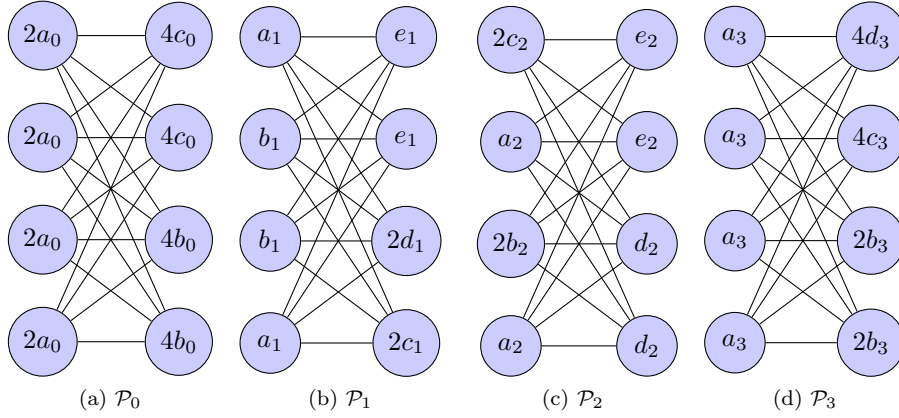 2a₀ 4c₀ a₁ e₁ 2c₂ e₂ a₃ 4d₃
2a₀ 4c₀ b₁ e₁ a₂ e₂ a₃ 4c₃
2a₀ 4b₀ b₁ 2d₁ 2b₂ d₂ a₃ 2b₃
2a₀ 4b₀ a₁ 2c₁ a₂ d₂ a₃ 2b₃
(a) 𝒫₀ (b) 𝒫₁ (c) 𝒫₂ (d) 𝒫₃